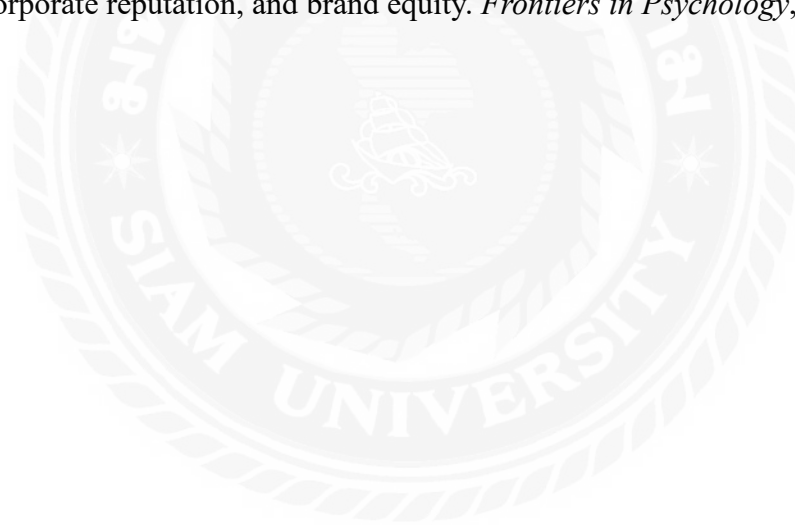 orporate reputation, and brand equity. Frontiers in Psychology,
SIAM UNIVERSITY